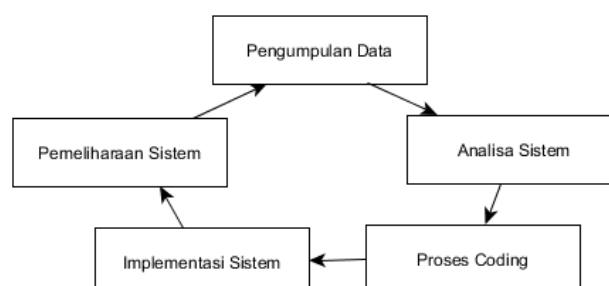 Pengumpulan Data
Pemeliharaan Sistem
Analisa Sistem
Implementasi Sistem
Proses Coding